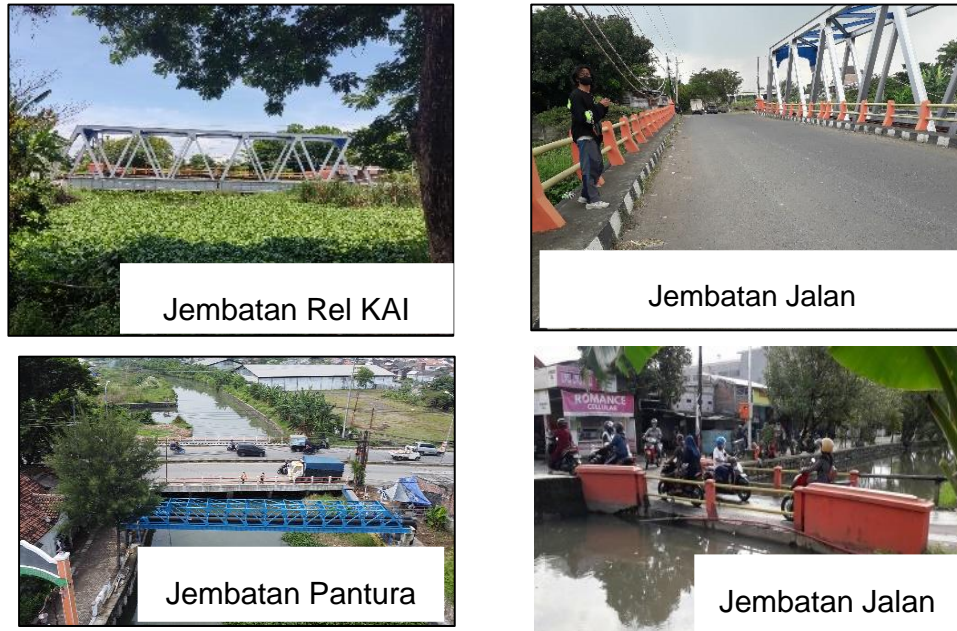 Jembatan Rel KAI
Jembatan Jalan
Jembatan Pantura
ROMANCE
CELLULAR
Jembatan Jalan